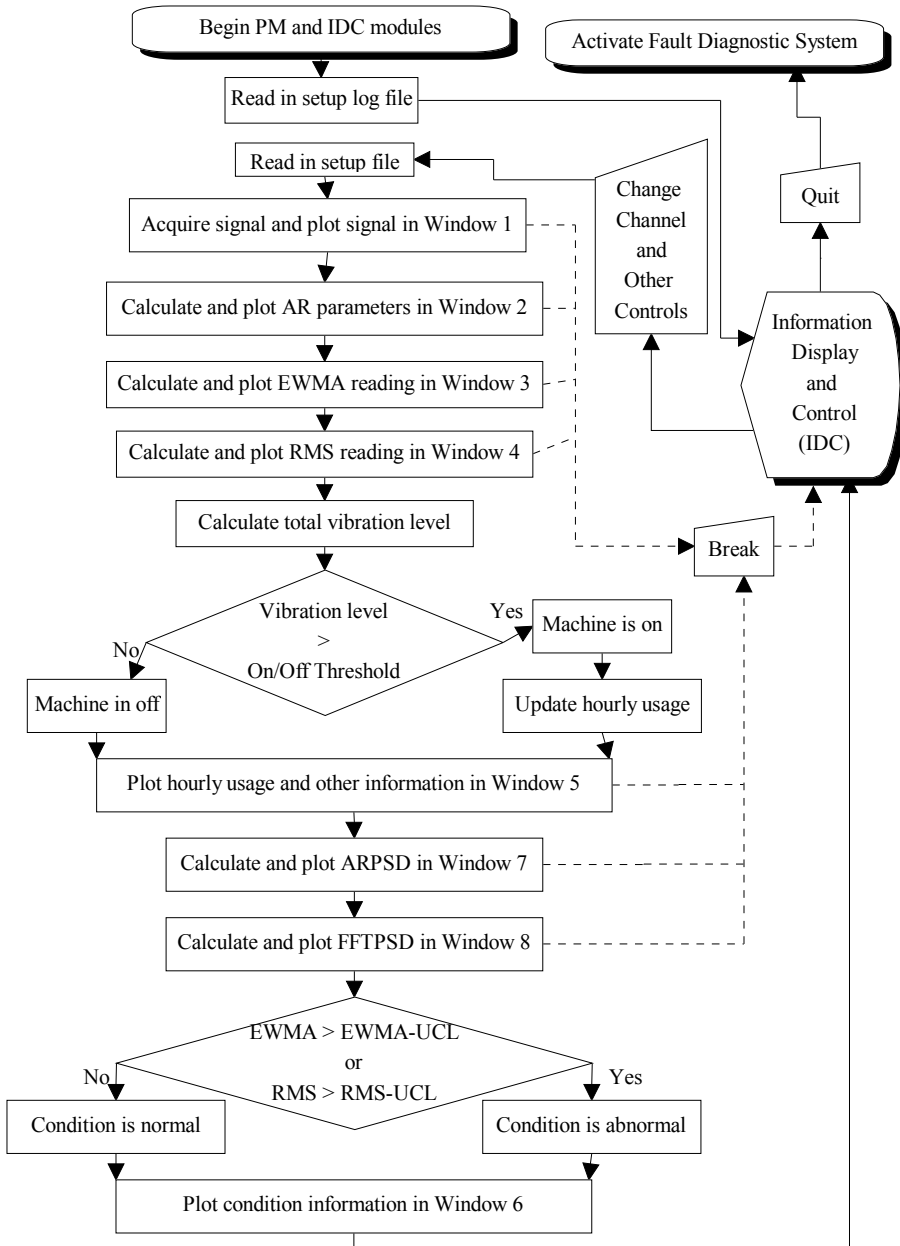 Begin PM and IDC modules
Activate Fault Diagnostic System
Read in setup log file
Read in setup file
Change
Channel
and
Other
Controls
Quit
Acquire signal and plot signal in Window 1
Calculate and plot AR parameters in Window 2
Information
Display
and
Control
(IDC)
Calculate and plot EWMA reading in Window 3
Calculate and plot RMS reading in Window 4
Calculate total vibration level
Break
Vibration level
>
On/Off Threshold
Yes
No
Machine is on
Machine in off
Update hourly usage
Plot hourly usage and other information in Window 5
Calculate and plot ARPSD in Window 7
Calculate and plot FFTPSD in Window 8
EWMA > EWMA-UCL
or
RMS > RMS-UCL
No
Yes
Condition is normal
Condition is abnormal
Plot condition information in Window 6